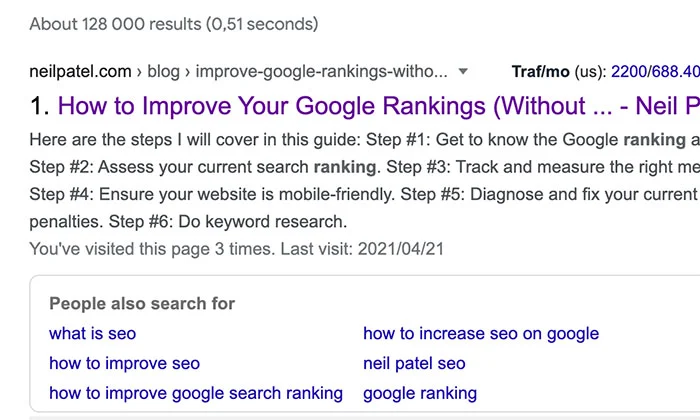 About 128 000 results (0,51 seconds)
neilpatel.com › blog › improve-google-rankings-witho... Traf/mo (us): 2200/688.40
1. How to Improve Your Google Rankings (Without ... - Neil P
Here are the steps I will cover in this guide: Step #1: Get to know the Google ranking a
Step #2: Assess your current search ranking. Step #3: Track and measure the right me
Step #4: Ensure your website is mobile-friendly. Step #5: Diagnose and fix your current
penalties. Step #6: Do keyword research.
You've visited this page 3 times. Last visit: 2021/04/21
People also search for
what is seo how to increase seo on google
how to improve seo neil patel seo
how to improve google search ranking google ranking